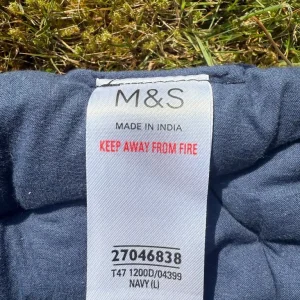 M&S
MADE IN INDIA
KEEP AWAY FROM FIRE
27046838
T47 1200D/04399
NAVY (L)